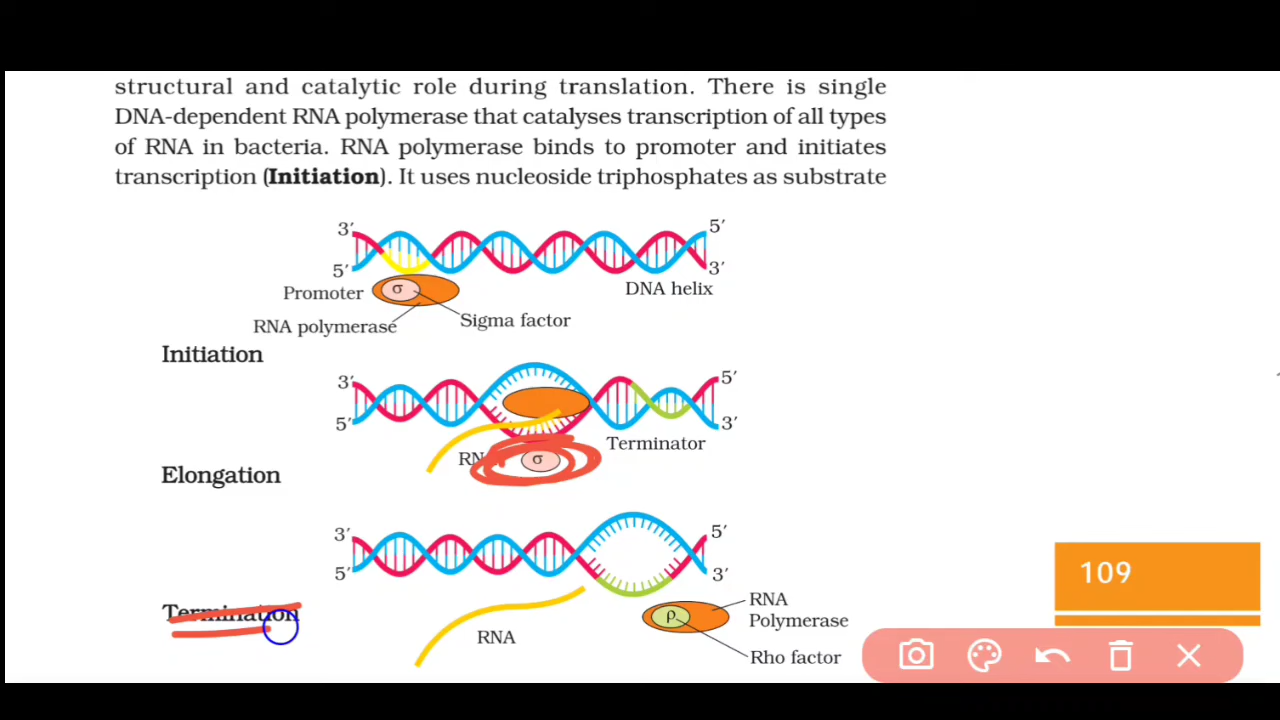 structural and catalytic role during translation. There is single
DNA-dependent RNA polymerase that catalyses transcription of all types
of RNA in bacteria. RNA polymerase binds to promoter and initiates
transcription (Initiation). It uses nucleoside triphosphates as substrate
3′ 5′
5′ 3′
Promoter σ DNA helix
RNA polymerase Sigma factor
Initiation
3′ 5′
5′ 3′
Terminator
σ
Elongation
3′ 5′
5′ 3′
109
Termination
RNA
ρ
RNA
Polymerase
Rho factor